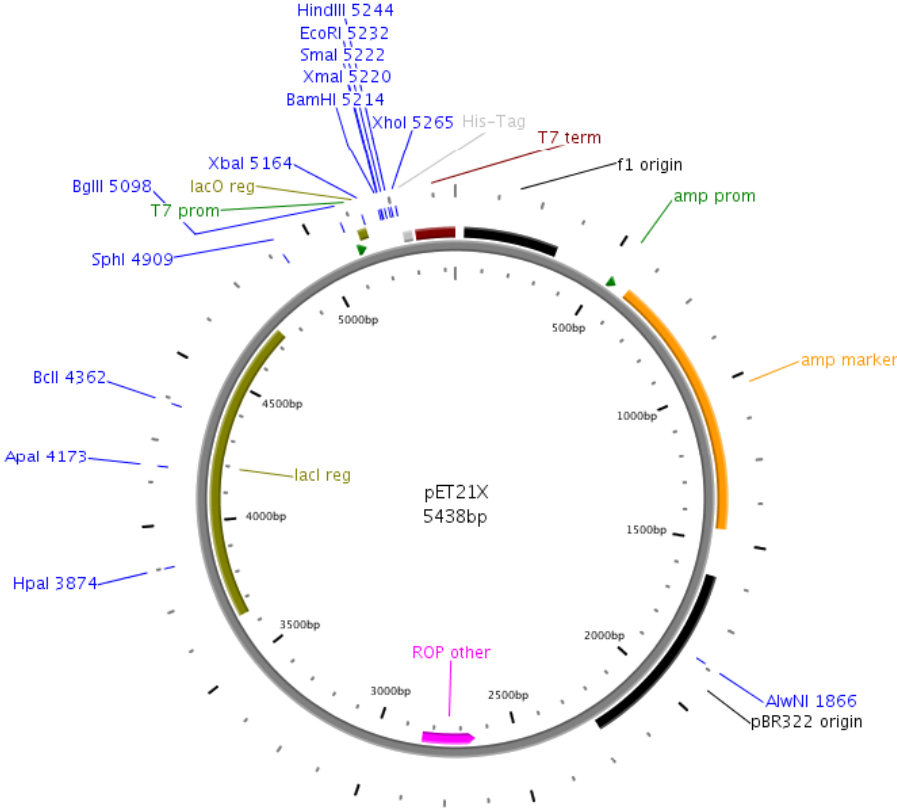 HindIII 5244
EcoRI 5232
SmaI 5222
XmaI 5220
BamHI 5214
XhoI 5265
His-Tag
T7 term
f1 origin
XbaI 5164
BglII 5098
lacO reg
T7 prom
amp prom
SphI 4909
5000bp
500bp
amp marker
BclI 4362
4500bp
1000bp
ApaI 4173
lacI reg
pET21X
5438bp
4000bp
1500bp
HpaI 3874
3500bp
2000bp
ROP other
3000bp
2500bp
AlwNI 1866
pBR322 origin